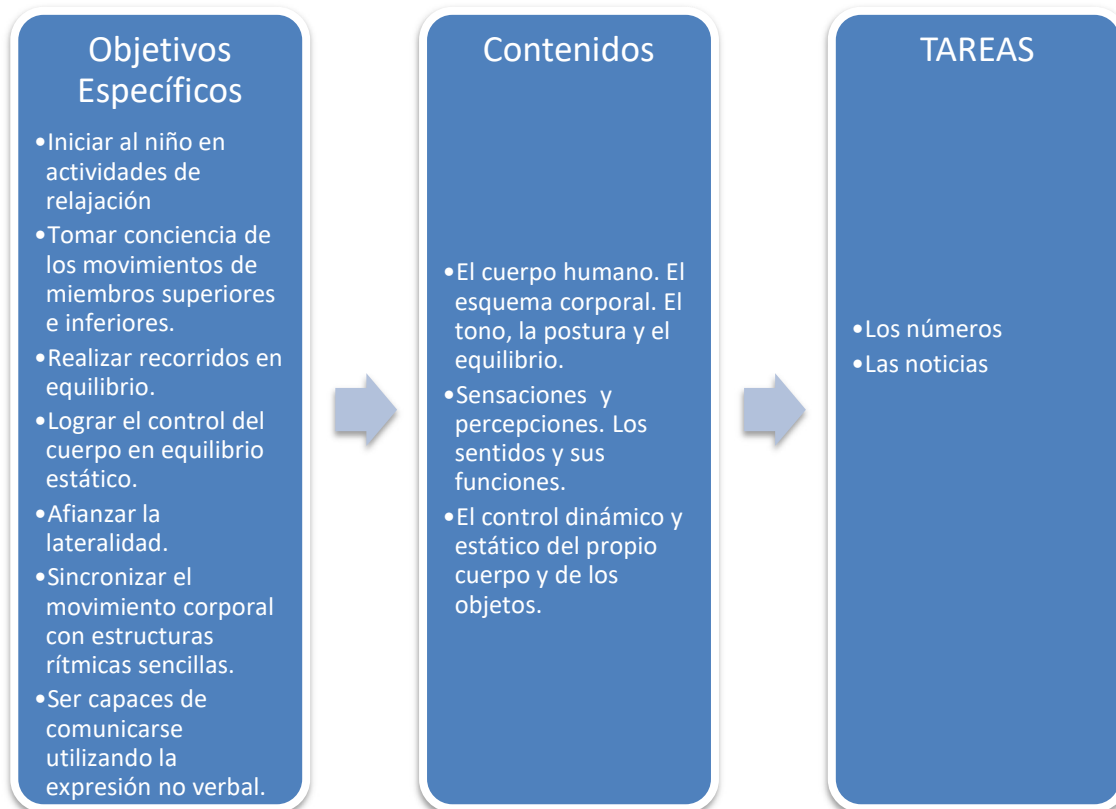 Objetivos
Específicos
•Iniciar al niño en
actividades de
relajación
•Tomar conciencia de
los movimientos de
miembros superiores
e inferiores.
•Realizar recorridos en
equilibrio.
•Lograr el control del
cuerpo en equilibrio
estático.
•Afianzar la
lateralidad.
•Sincronizar el
movimiento corporal
con estructuras
rítmicas sencillas.
•Ser capaces de
comunicarse
utilizando la
expresión no verbal.
Contenidos
•El cuerpo humano. El
esquema corporal. El
tono, la postura y el
equilibrio.
•Sensaciones y
percepciones. Los
sentidos y sus
funciones.
•El control dinámico y
estático del propio
cuerpo y de los
objetos.
TAREAS
•Los números
•Las noticias